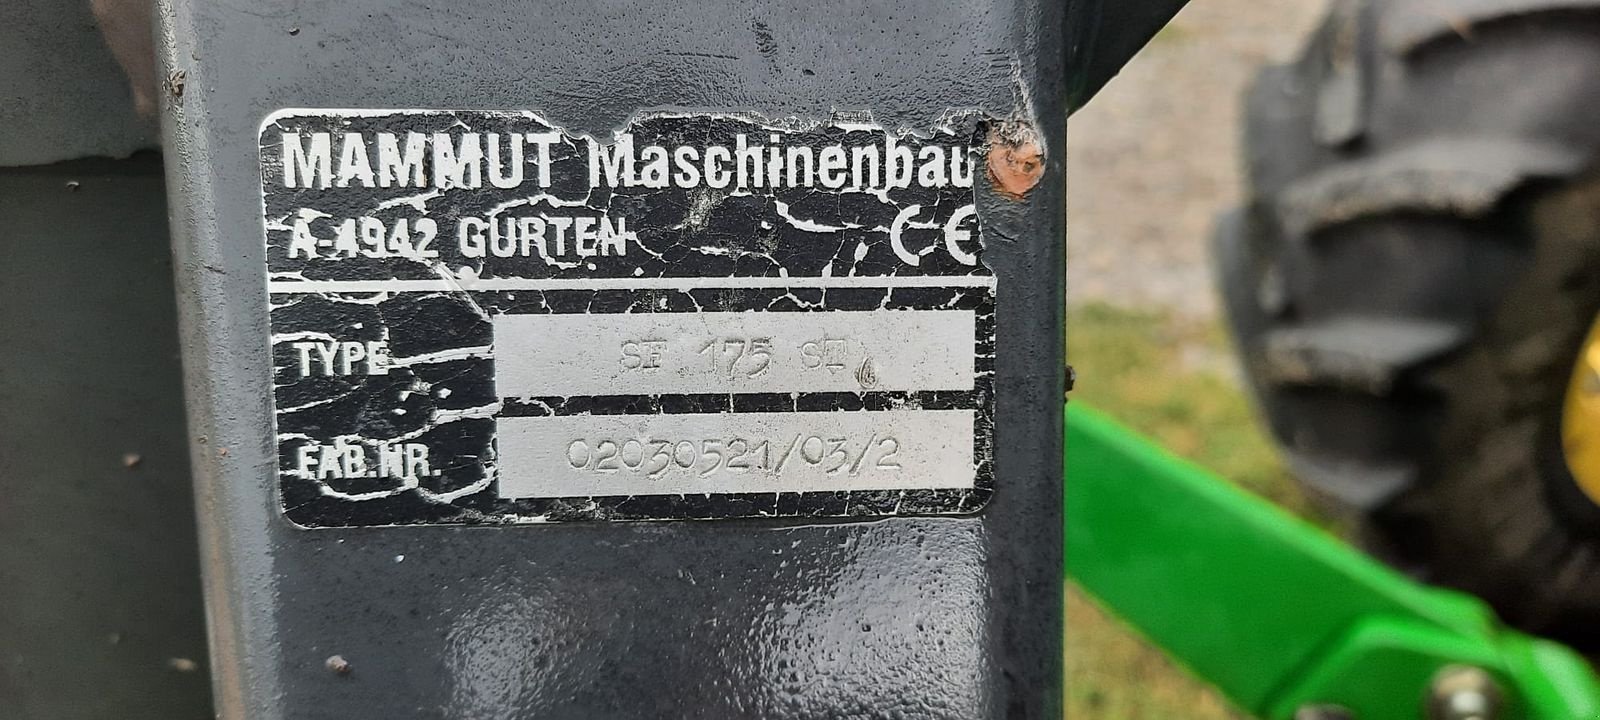 MAMMUT Maschinenbau
A-4942 GURTEN CE
TYPE SF 175 ST
FAB.NR. 02030521/03/2